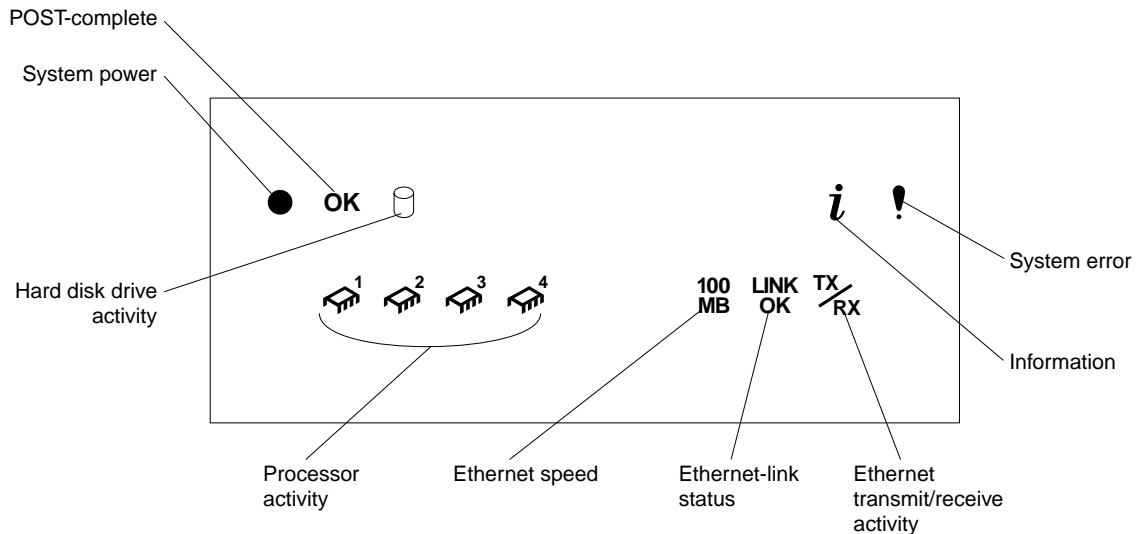 POST-complete
System power
OK
i
!
System error
Hard disk drive
activity
1
2
3
4
100
MB
LINK
OK
TX
RX
Information
Processor
activity
Ethernet speed
Ethernet-link
status
Ethernet
transmit/receive
activity